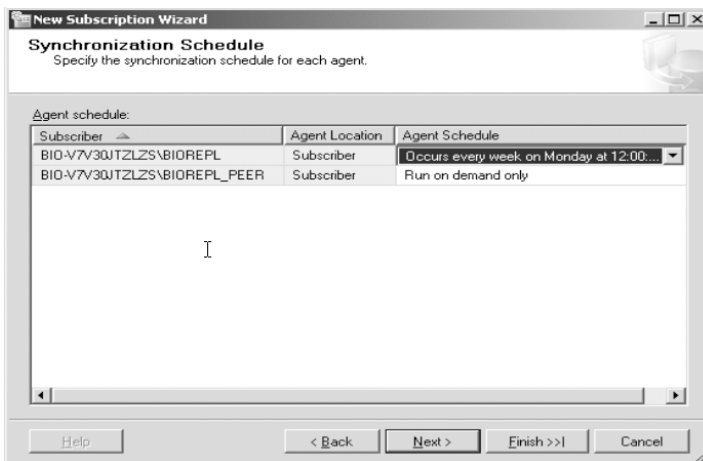 New Subscription Wizard
Synchronization Schedule
Specify the synchronization schedule for each agent.
Agent schedule:
Subscriber Agent Location Agent Schedule
BIO-V7V30JTZLZS\BIOREPL Subscriber Occurs every week on Monday at 12:00:...
BIO-V7V30JTZLZS\BIOREPL_PEER Subscriber Run on demand only
Help < Back Next > Finish >>| Cancel